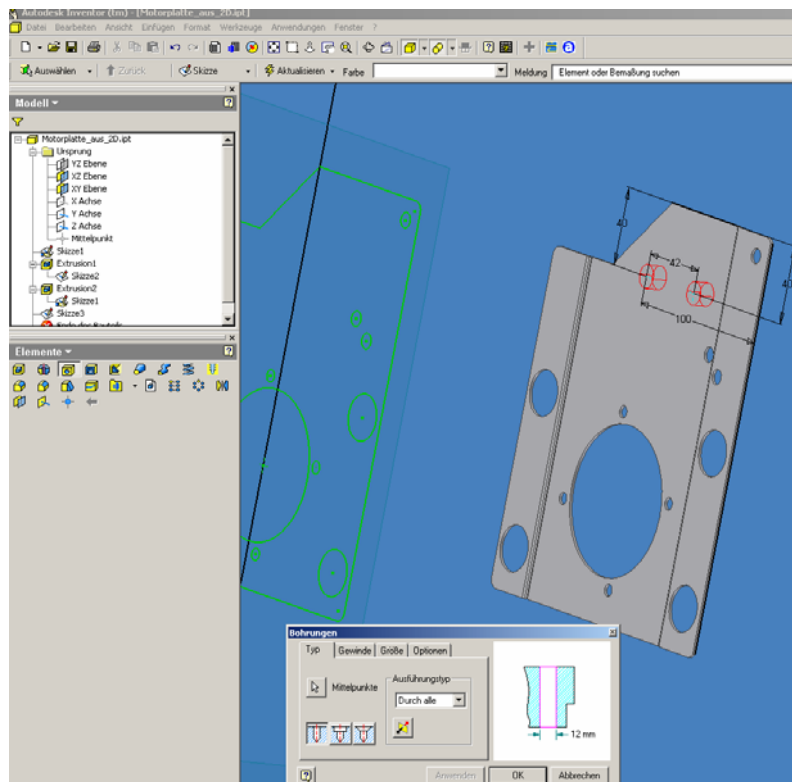 Autodesk Inventor (tm) - [Motorplatte_aus_2D.ipt]
Datei Bearbeiten Ansicht Einfügen Format Werkzeuge Anwendungen Fenster ?
Auswählen Zurück Skizze Aktualisieren Farbe Meldung Element oder Bemaßung suchen
Modell
Motorplatte_aus_2D.ipt
Ursprung
YZ Ebene
XZ Ebene
XY Ebene
X Achse
Y Achse
Z Achse
Mittelpunkt
Skizze1
Extrusion1
Skizze2
Extrusion2
Skizze1
Skizze3
Ende des Bauteils
Elemente
40
42
40
100
Bohrungen
Typ Gewinde Größe Optionen
Mittelpunkte
Ausführungstyp
Durch alle
12 mm
Anwenden OK Abbrechen